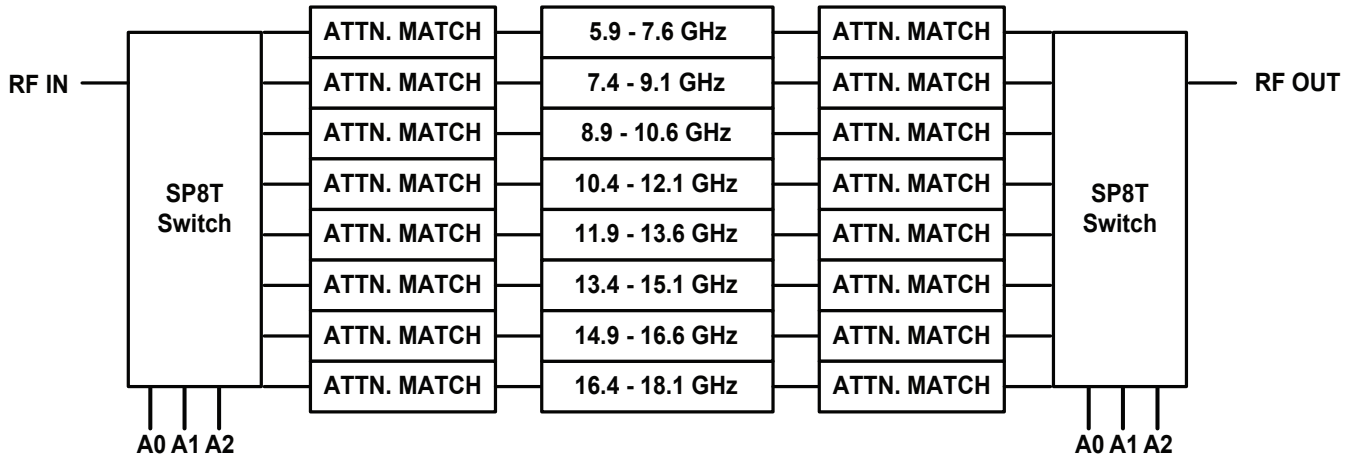 ATTN. MATCH 5.9 - 7.6 GHz ATTN. MATCH
RF IN ATTN. MATCH 7.4 - 9.1 GHz ATTN. MATCH RF OUT
ATTN. MATCH 8.9 - 10.6 GHz ATTN. MATCH
SP8T ATTN. MATCH 10.4 - 12.1 GHz ATTN. MATCH SP8T
Switch ATTN. MATCH 11.9 - 13.6 GHz ATTN. MATCH Switch
ATTN. MATCH 13.4 - 15.1 GHz ATTN. MATCH
ATTN. MATCH 14.9 - 16.6 GHz ATTN. MATCH
ATTN. MATCH 16.4 - 18.1 GHz ATTN. MATCH
A0 A1 A2 A0 A1 A2